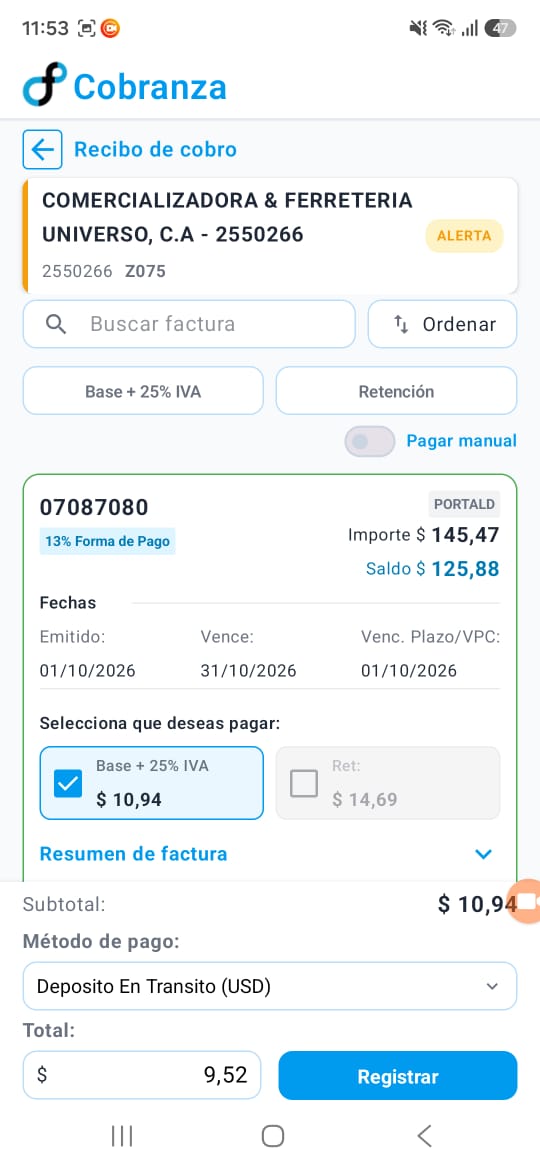 11:53
47
Cobranza
Recibo de cobro
COMERCIALIZADORA & FERRETERIA
UNIVERSO, C.A - 2550266
ALERTA
2550266 Z075
Buscar factura
Ordenar
Base + 25% IVA
Retención
Pagar manual
07087080
PORTALD
13% Forma de Pago
Importe $ 145,47
Saldo $ 125,88
Fechas
Emitido: Vence: Venc. Plazo/VPC:
01/10/2026 31/10/2026 01/10/2026
Selecciona que deseas pagar:
Base + 25% IVA
$ 10,94
Ret:
$ 14,69
Resumen de factura
Subtotal: $ 10,94
Método de pago:
Deposito En Transito (USD)
Total:
$ 9,52
Registrar